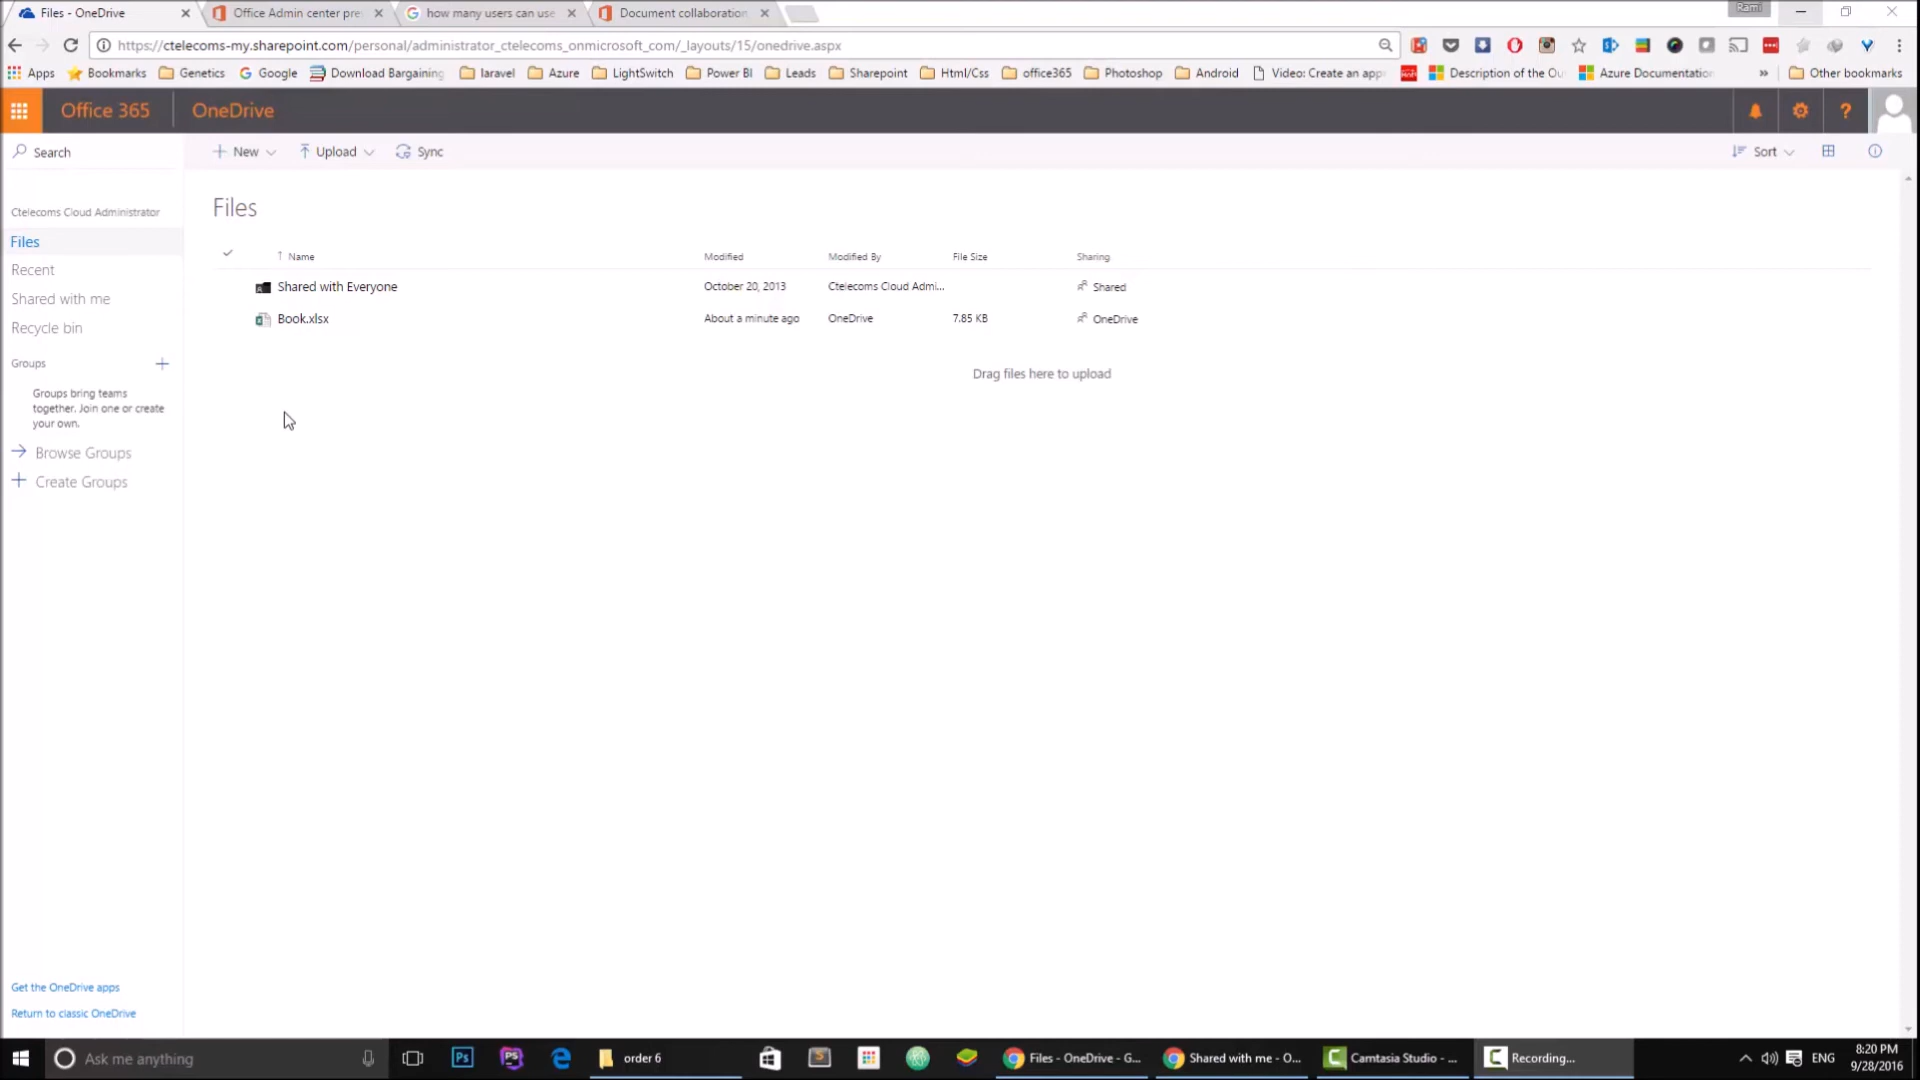 Files - OneDrive
Office Admin center pre
how many users can use
Document collaboration
Rami
https://ctelecoms-my.sharepoint.com/personal/administrator_ctelecoms_onmicrosoft_com/_layouts/15/onedrive.aspx
Apps Bookmarks Genetics Google Download Bargaining laravel Azure LightSwitch Power BI Leads Sharepoint Html/Css office365 Photoshop Android Video: Create an app Description of the Ou Azure Documentation » Other bookmarks
Office 365 OneDrive ?
Search
New Upload Sync Sort
Files
Ctelecoms Cloud Administrator
Files
Recent
Shared with me
Recycle bin
Groups +
Groups bring teams
together. Join one or create
your own.
Browse Groups
Create Groups
Name Modified Modified By File Size Sharing
Shared with Everyone October 20, 2013 Ctelecoms Cloud Admi... Shared
Book.xlsx About a minute ago OneDrive 7.85 KB OneDrive
Drag files here to upload
Get the OneDrive apps
Return to classic OneDrive
Ask me anything
Ps
order 6
Files - OneDrive - G...
Shared with me - O...
Camtasia Studio - ...
Recording...
ENG
8:20 PM
9/28/2016